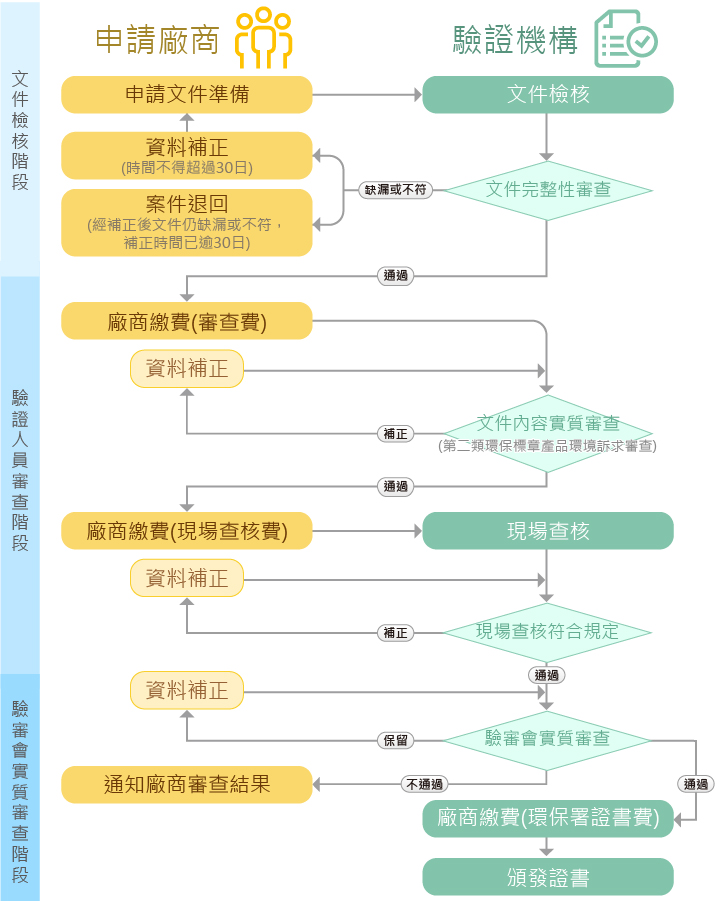 申請廠商
驗證機構
文件檢核階段
申請文件準備
文件檢核
資料補正
(時間不得超過30日)
缺漏或不符
文件完整性審查
案件退回
(經補正後文件仍缺漏或不符，
補正時間已逾30日)
通過
驗證人員審查階段
廠商繳費(審查費)
資料補正
文件內容實質審查
(第二類環保標章產品環境訴求審查)
補正
通過
廠商繳費(現場查核費)
現場查核
資料補正
補正
現場查核符合規定
通過
驗審會實質審查階段
資料補正
保留
驗審會實質審查
通知廠商審查結果
不通過
通過
廠商繳費(環保署證書費)
頒發證書